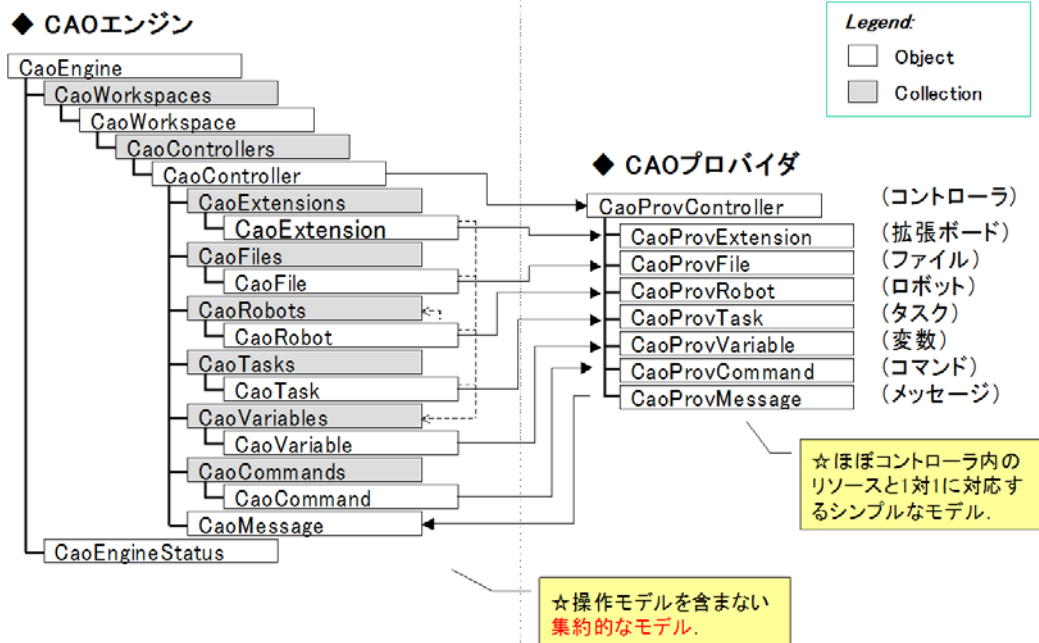 ◆ CAOエンジン
CaoEngine
CaoWorkspaces
CaoWorkspace
CaoControllers
CaoController
CaoExtensions
CaoExtension
CaoFiles
CaoFile
CaoRobots
CaoRobot
CaoTasks
CaoTask
CaoVariables
CaoVariable
CaoCommands
CaoCommand
CaoMessage
CaoEngineStatus
☆操作モデルを含まない
集約的なモデル.
Legend:
Object
Collection
◆ CAOプロバイダ
CaoProvController (コントローラ)
CaoProvExtension (拡張ボード)
CaoProvFile (ファイル)
CaoProvRobot (ロボット)
CaoProvTask (タスク)
CaoProvVariable (変数)
CaoProvCommand (コマンド)
CaoProvMessage (メッセージ)
☆ほぼコントローラ内の
リソースと1対1に対応す
るシンプルなモデル.